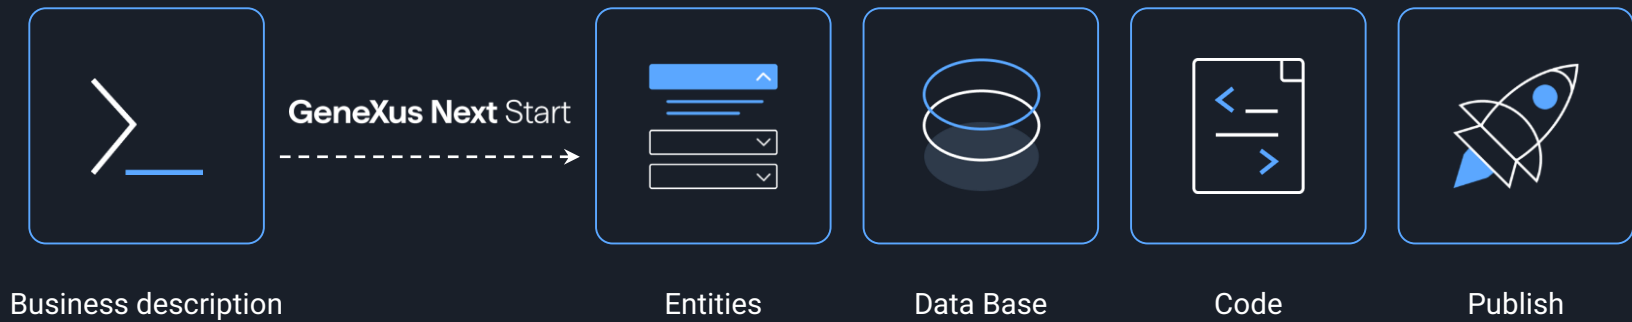 GeneXus Next Start
Business description
Entities
Data Base
Code
Publish